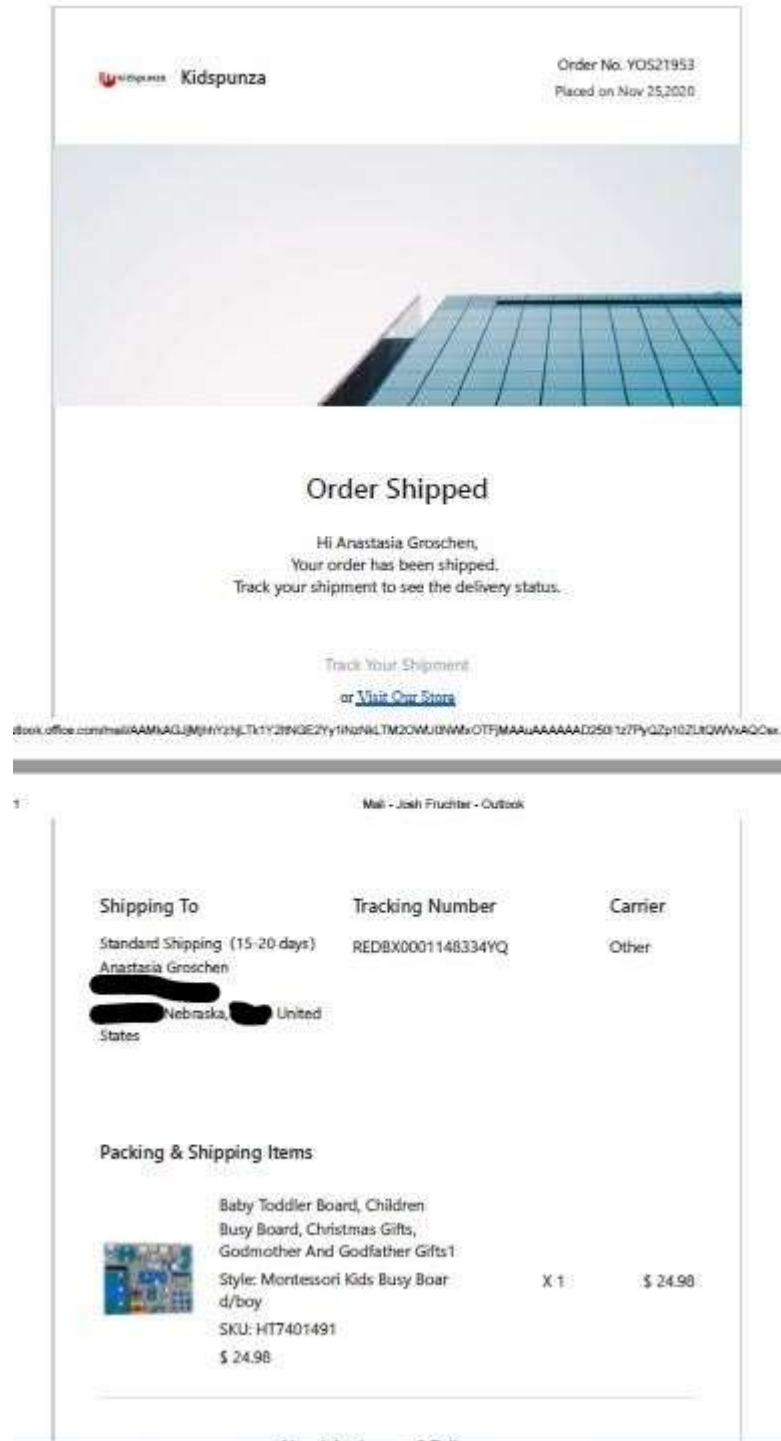 Kidspunza
Order No. YOS21953
Placed on Nov 25,2020
Order Shipped
Hi Anastasia Groschen,
Your order has been shipped.
Track your shipment to see the delivery status.
Track Your Shipment
or Visit Our Store
Mail - Josh Fruchter - Outlook
Shipping To
Tracking Number
Carrier
Standard Shipping (15-20 days)
REDBX0001148334YQ
Other
Anastasia Groschen
Nebraska, United
States
Packing & Shipping Items
Baby Toddler Board, Children
Busy Board, Christmas Gifts,
Godmother And Godfather Gifts1
Style: Montessori Kids Busy Boar
d/boy
X 1
$ 24.98
SKU: HT7401491
$ 24.98